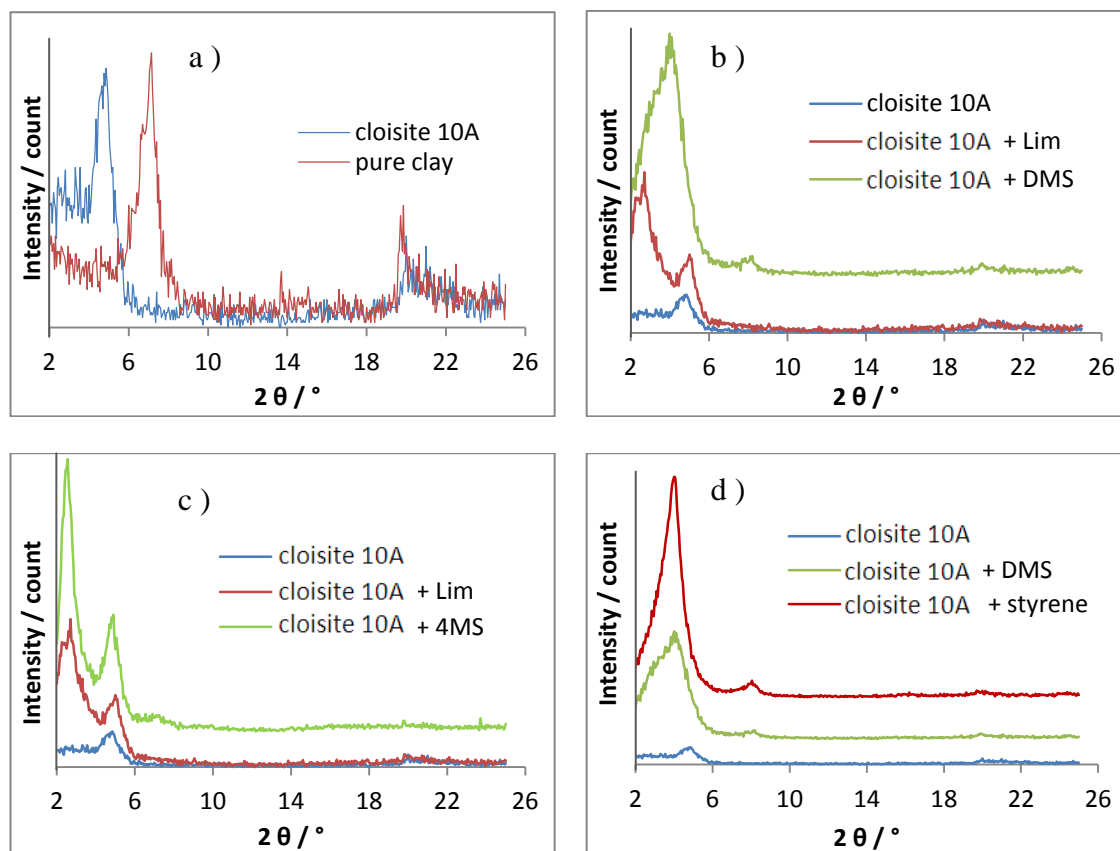 a )
cloisite 10A
pure clay
Intensity / count
2 6 10 14 18 22 26
2 θ / °
b )
cloisite 10A
cloisite 10A + Lim
cloisite 10A + DMS
Intensity / count
2 6 10 14 18 22 26
2 θ / °
c )
cloisite 10A
cloisite 10A + Lim
cloisite 10A + 4MS
Intensity / count
2 6 10 14 18 22 26
2 θ / °
d )
cloisite 10A
cloisite 10A + DMS
cloisite 10A + styrene
Intensity / count
2 6 10 14 18 22 26
2 θ / °